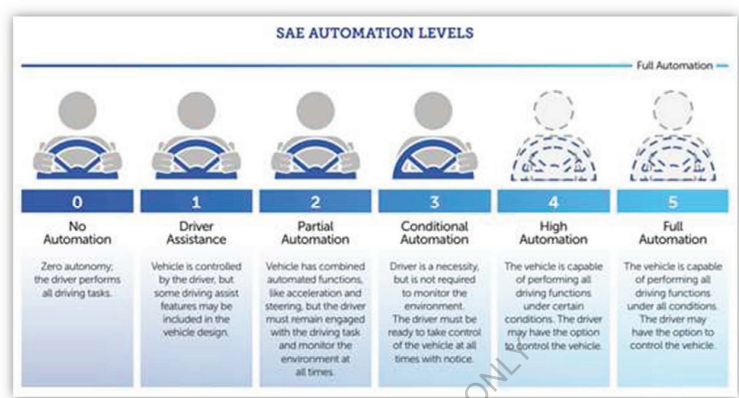 SAE AUTOMATION LEVELS
Full Automation
0
No
Automation
Zero autonomy;
the driver performs
all driving tasks.
1
Driver
Assistance
Vehicle is controlled
by the driver, but
some driving assist
features may be
included in the
vehicle design.
2
Partial
Automation
Vehicle has combined
automated functions,
like acceleration and
steering, but the driver
must remain engaged
with the driving task
and monitor the
environment at
all times.
3
Conditional
Automation
Driver is a necessity,
but is not required
to monitor the
environment.
The driver must be
ready to take control
of the vehicle at all
times with notice.
4
High
Automation
The vehicle is capable
of performing all
driving functions
under certain
conditions. The driver
may have the option
to control the vehicle.
5
Full
Automation
The vehicle is capable
of performing all
driving functions
under all conditions.
The driver may
have the option to
control the vehicle.
ONLY